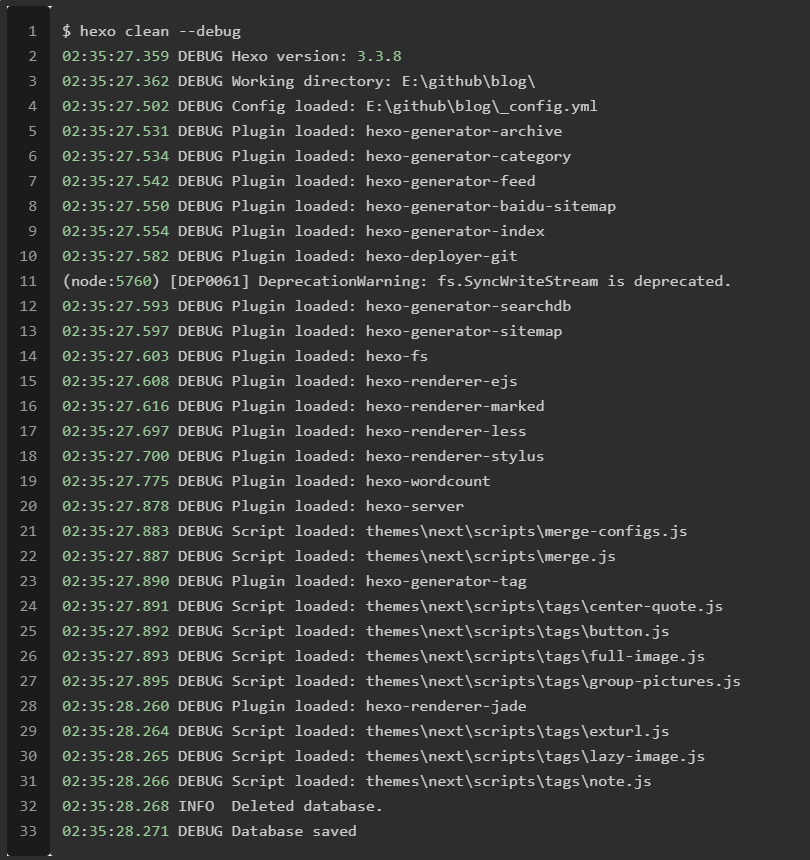 1 $ hexo clean --debug
2 02:35:27.359 DEBUG Hexo version: 3.3.8
3 02:35:27.362 DEBUG Working directory: E:\github\blog\
4 02:35:27.502 DEBUG Config loaded: E:\github\blog\_config.yml
5 02:35:27.531 DEBUG Plugin loaded: hexo-generator-archive
6 02:35:27.534 DEBUG Plugin loaded: hexo-generator-category
7 02:35:27.542 DEBUG Plugin loaded: hexo-generator-feed
8 02:35:27.550 DEBUG Plugin loaded: hexo-generator-baidu-sitemap
9 02:35:27.554 DEBUG Plugin loaded: hexo-generator-index
10 02:35:27.582 DEBUG Plugin loaded: hexo-deployer-git
11 (node:5760) [DEP0061] DeprecationWarning: fs.SyncWriteStream is deprecated.
12 02:35:27.593 DEBUG Plugin loaded: hexo-generator-searchdb
13 02:35:27.597 DEBUG Plugin loaded: hexo-generator-sitemap
14 02:35:27.603 DEBUG Plugin loaded: hexo-fs
15 02:35:27.608 DEBUG Plugin loaded: hexo-renderer-ejs
16 02:35:27.616 DEBUG Plugin loaded: hexo-renderer-marked
17 02:35:27.697 DEBUG Plugin loaded: hexo-renderer-less
18 02:35:27.700 DEBUG Plugin loaded: hexo-renderer-stylus
19 02:35:27.775 DEBUG Plugin loaded: hexo-wordcount
20 02:35:27.878 DEBUG Plugin loaded: hexo-server
21 02:35:27.883 DEBUG Script loaded: themes\next\scripts\merge-configs.js
22 02:35:27.887 DEBUG Script loaded: themes\next\scripts\merge.js
23 02:35:27.890 DEBUG Plugin loaded: hexo-generator-tag
24 02:35:27.891 DEBUG Script loaded: themes\next\scripts\tags\center-quote.js
25 02:35:27.892 DEBUG Script loaded: themes\next\scripts\tags\button.js
26 02:35:27.893 DEBUG Script loaded: themes\next\scripts\tags\full-image.js
27 02:35:27.895 DEBUG Script loaded: themes\next\scripts\tags\group-pictures.js
28 02:35:28.260 DEBUG Plugin loaded: hexo-renderer-jade
29 02:35:28.264 DEBUG Script loaded: themes\next\scripts\tags\exturl.js
30 02:35:28.265 DEBUG Script loaded: themes\next\scripts\tags\lazy-image.js
31 02:35:28.266 DEBUG Script loaded: themes\next\scripts\tags\note.js
32 02:35:28.268 INFO  Deleted database.
33 02:35:28.271 DEBUG Database saved